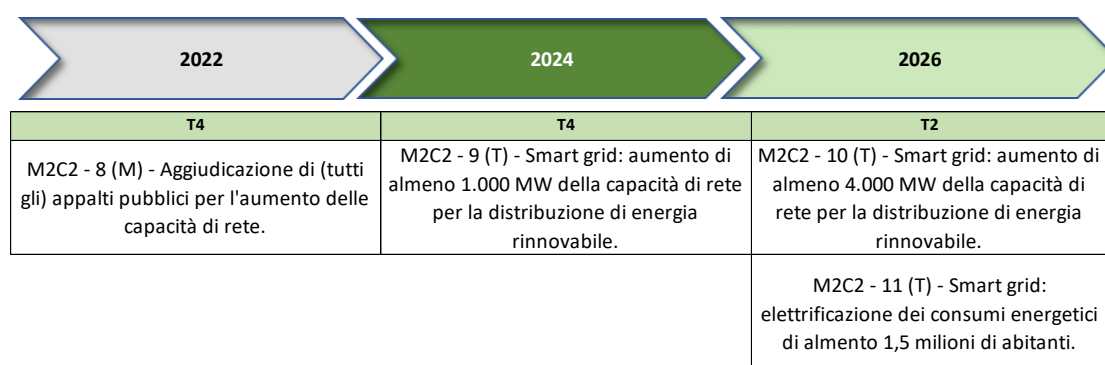 2022
2024
2026
T4
T4
T2
M2C2 - 8 (M) - Aggiudicazione di (tutti
gli) appalti pubblici per l'aumento delle
capacità di rete.
M2C2 - 9 (T) - Smart grid: aumento di
almeno 1.000 MW della capacità di rete
per la distribuzione di energia
rinnovabile.
M2C2 - 10 (T) - Smart grid: aumento di
almeno 4.000 MW della capacità di
rete per la distribuzione di energia
rinnovabile.
M2C2 - 11 (T) - Smart grid:
elettrificazione dei consumi energetici
di almento 1,5 milioni di abitanti.